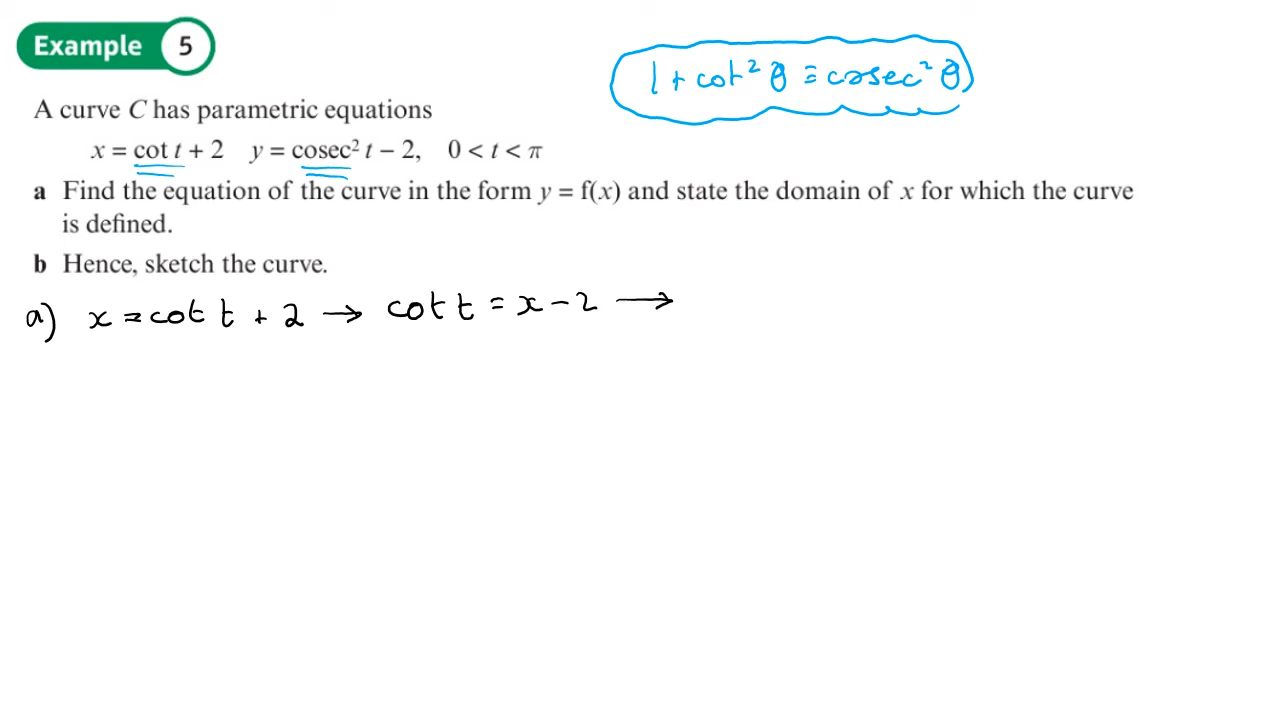 Example 5
1 + cot² θ ≡ cosec² θ
A curve C has parametric equations
x = cot t + 2 y = cosec² t − 2, 0 < t < π
a Find the equation of the curve in the form y = f(x) and state the domain of x for which the curve
is defined.
b Hence, sketch the curve.
a) x = cot t + 2 → cot t = x − 2 →